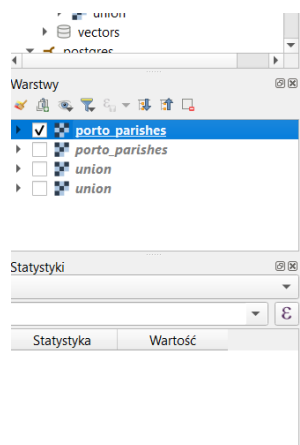 union
vectors
postgres
Warstwy
porto_parishes
porto_parishes
union
union
Statystyki
ε
Statystyka Wartość